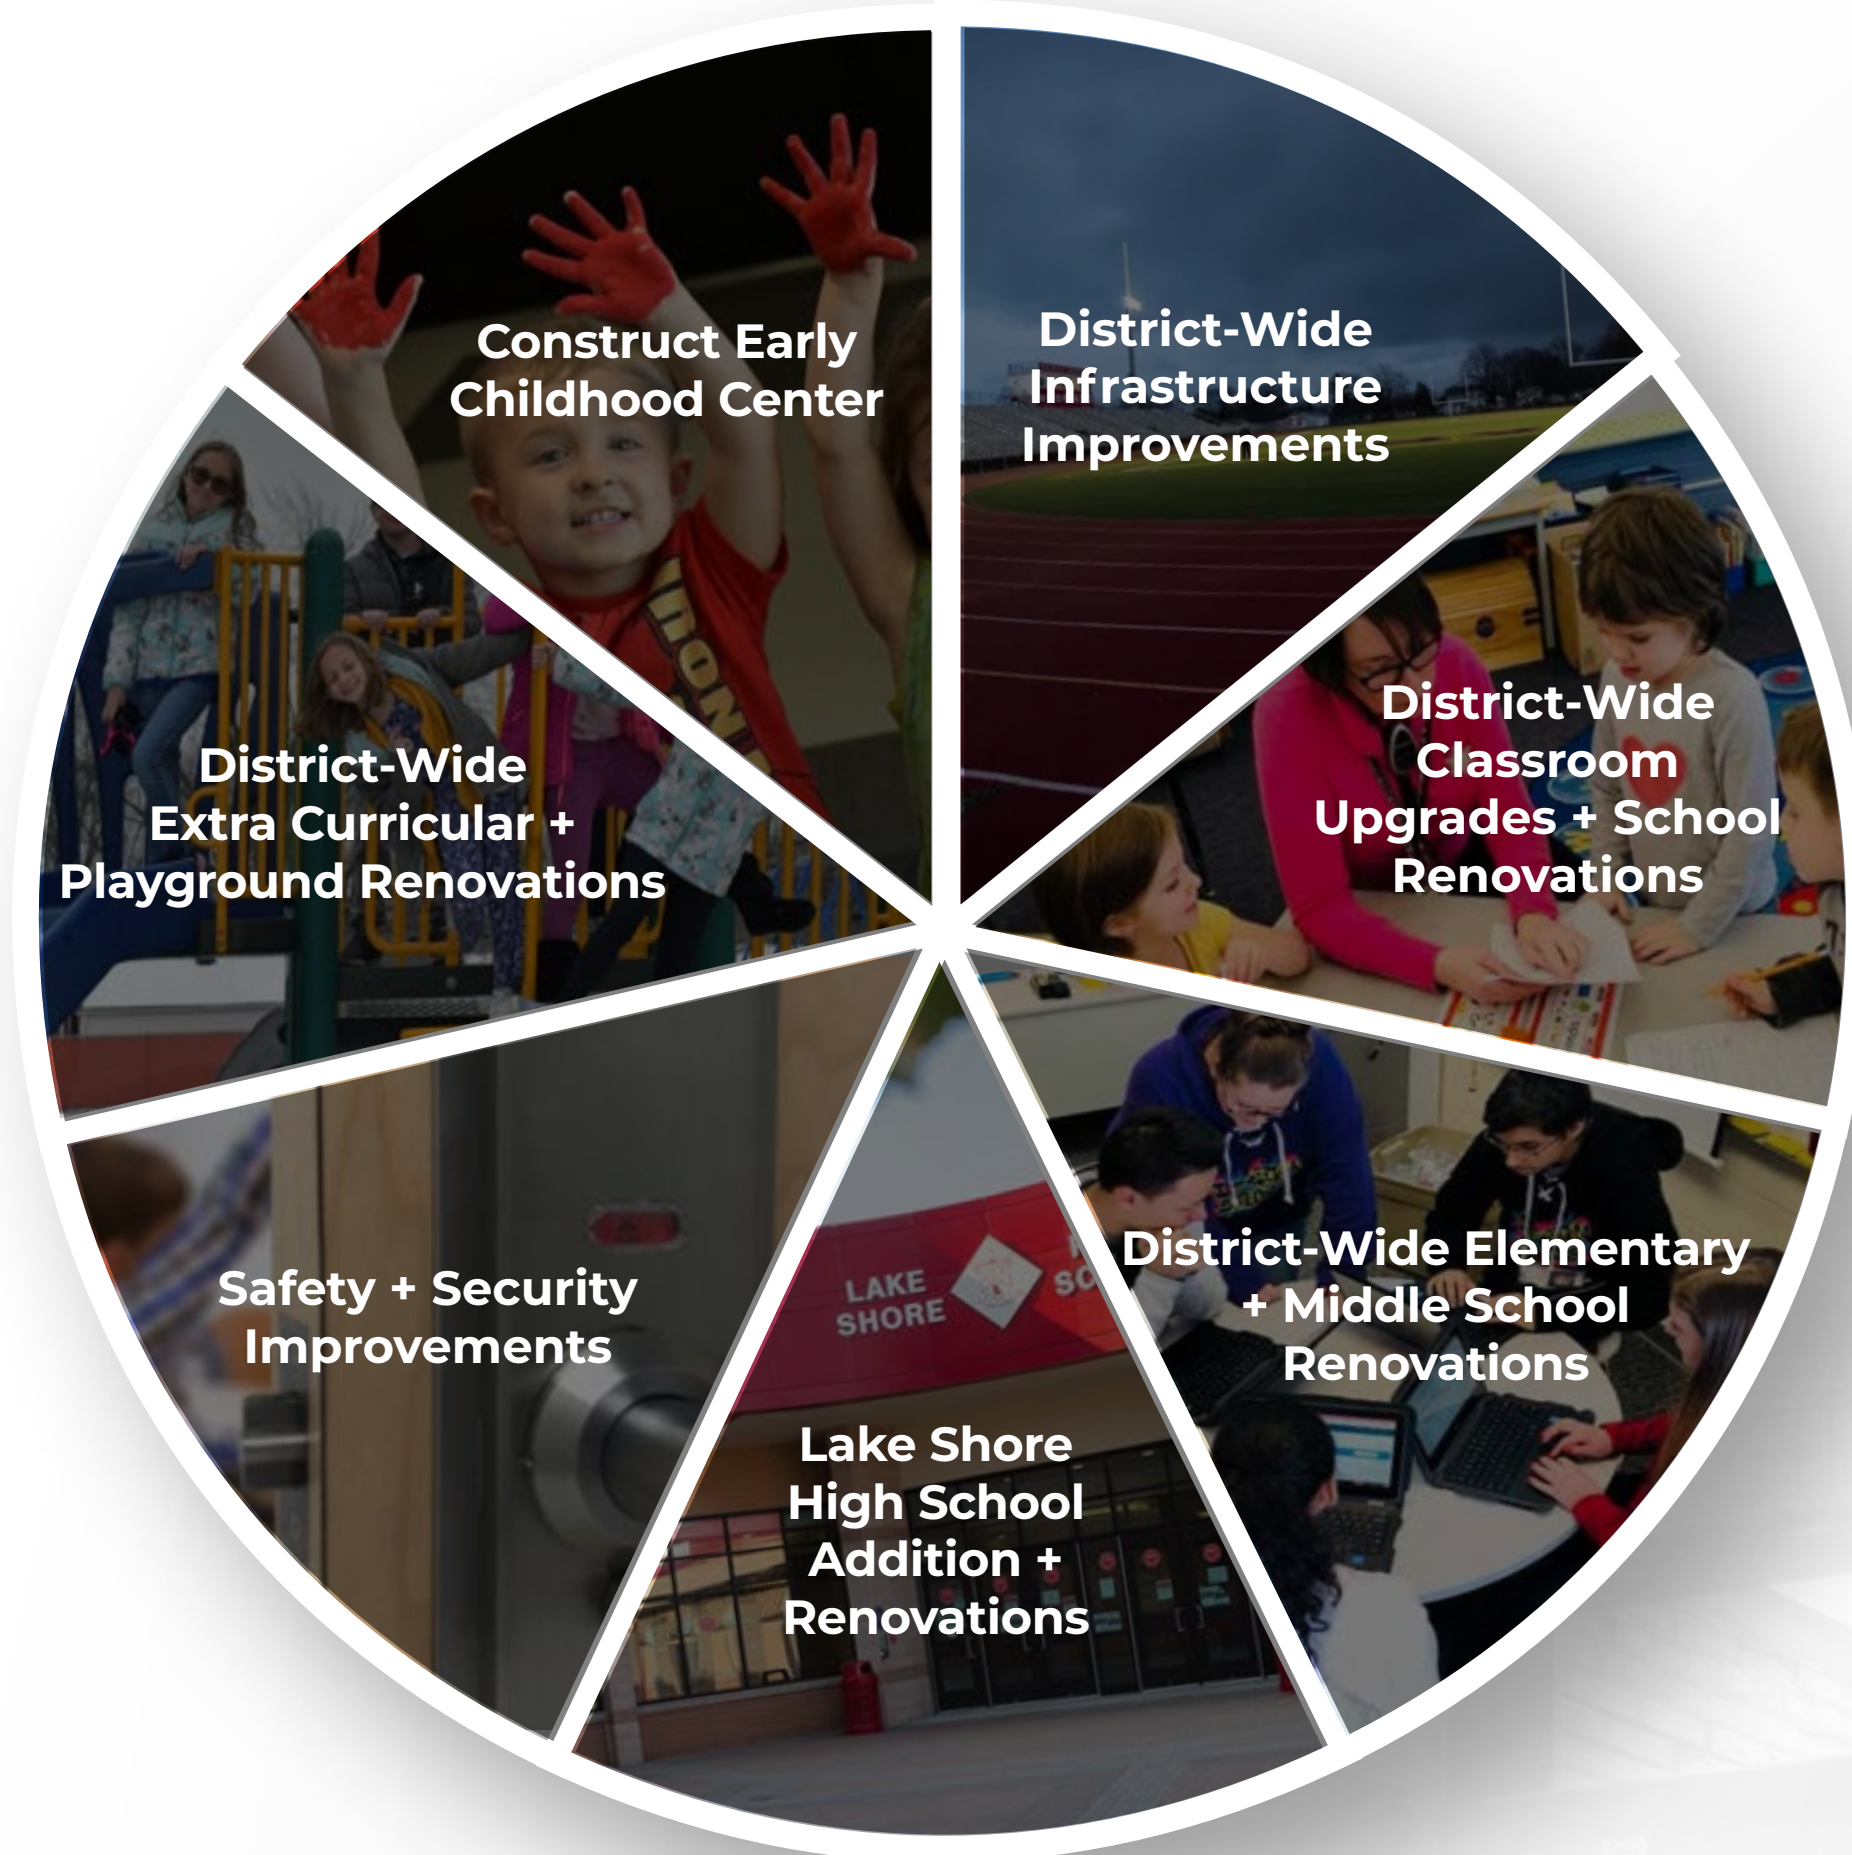 Construct Early
Childhood Center
District-Wide
Infrastructure
Improvements
District-Wide
Classroom
Upgrades + School
Renovations
District-Wide Elementary
+ Middle School
Renovations
Lake Shore
High School
Addition +
Renovations
Safety + Security
Improvements
District-Wide
Extra Curricular +
Playground Renovations
LAKE
SHORE